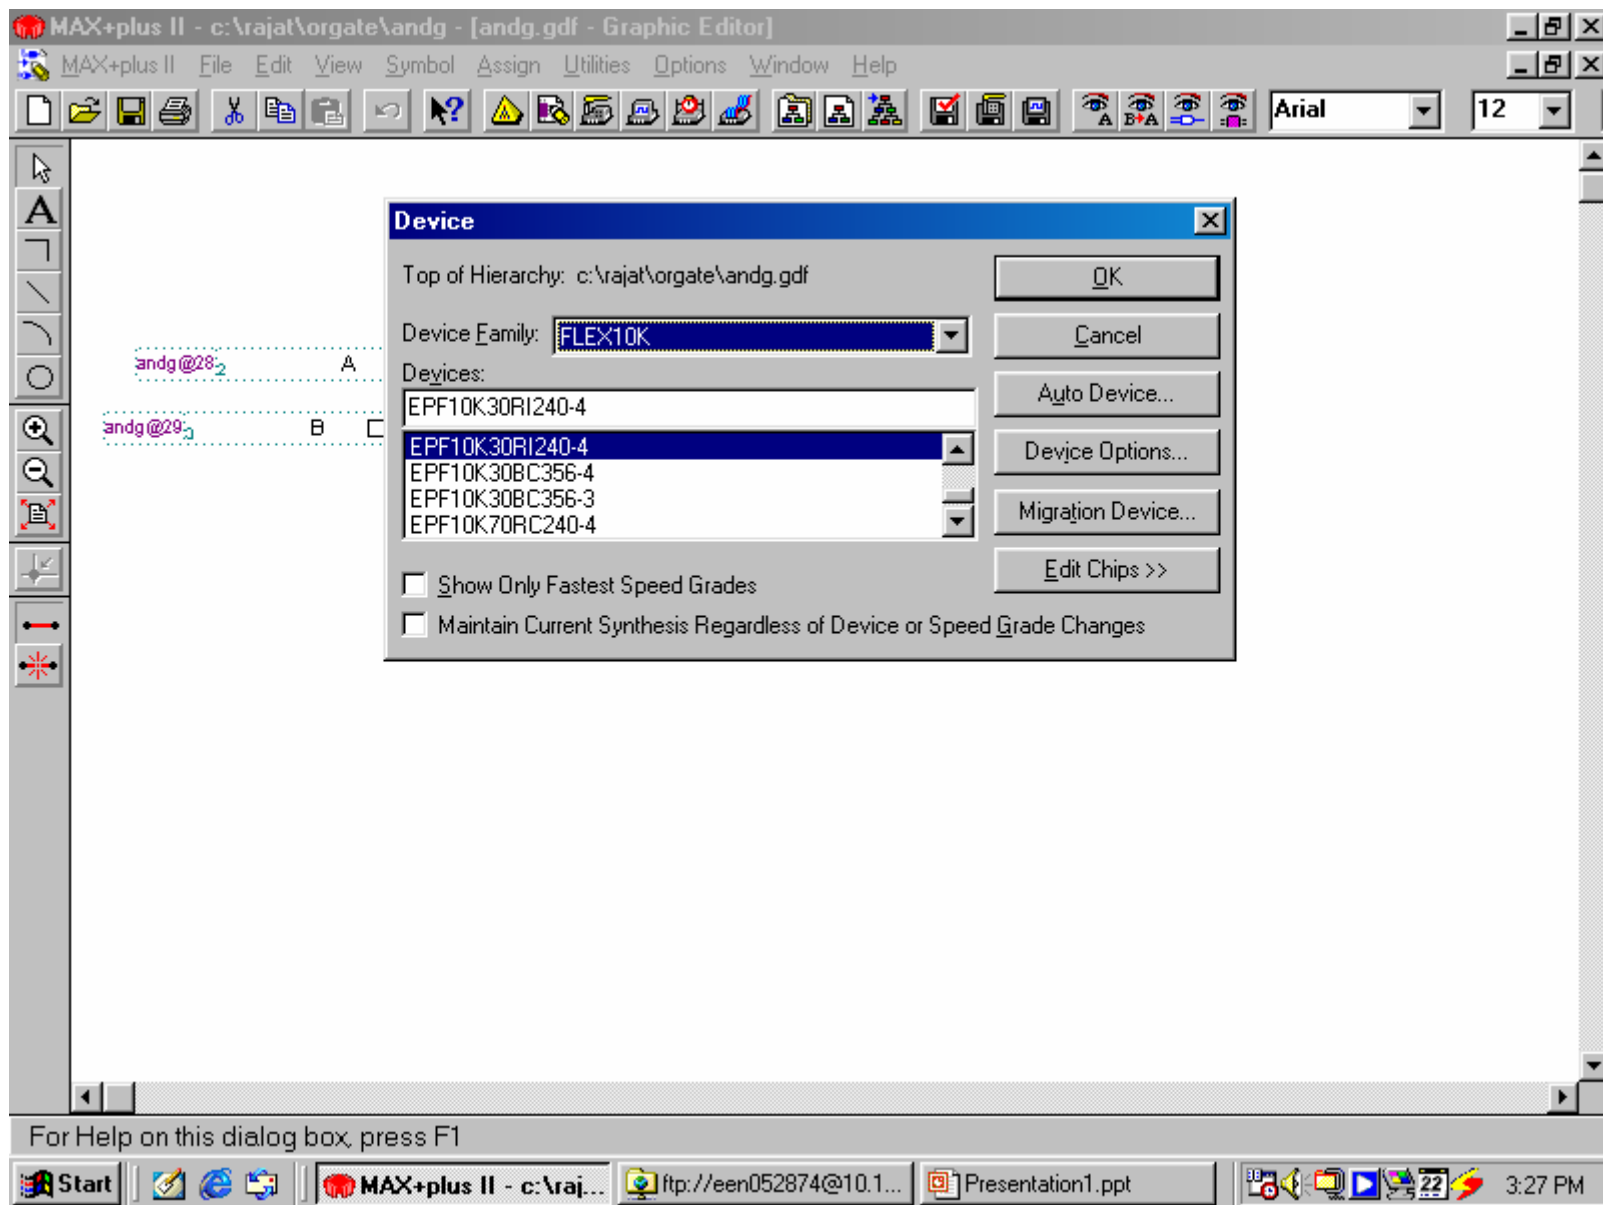 MAX+plus II - c:\rajat\orgate\andg - [andg.gdf - Graphic Editor]
MAX+plus II File Edit View Symbol Assign Utilities Options Window Help
Arial 12
A
Device
Top of Hierarchy: c:\rajat\orgate\andg.gdf
OK
Device Family: FLEX10K
Cancel
andg@28 A
Devices:
Auto Device...
EPF10K30RI240-4
andg@29 B
EPF10K30RI240-4
Device Options...
EPF10K30BC356-4
EPF10K30BC356-3
Migration Device...
EPF10K70RC240-4
Edit Chips >>
Show Only Fastest Speed Grades
Maintain Current Synthesis Regardless of Device or Speed Grade Changes
For Help on this dialog box, press F1
Start MAX+plus II - c:\raj... ftp://een052874@10.1... Presentation1.ppt 22 3:27 PM